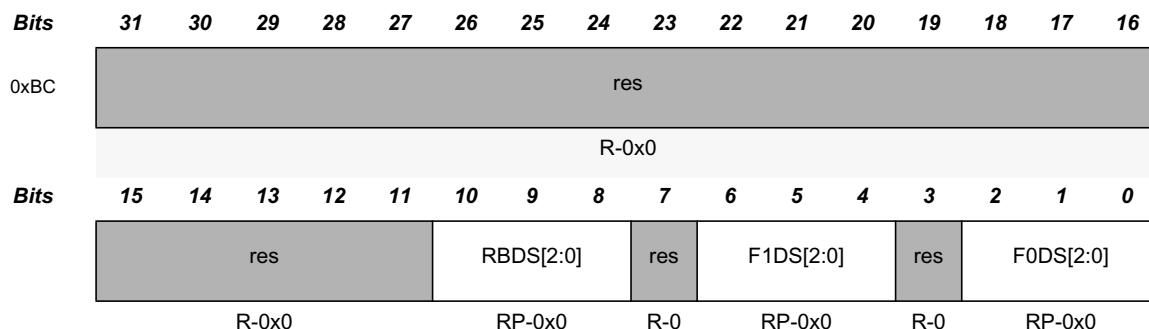 Bits 31 30 29 28 27 26 25 24 23 22 21 20 19 18 17 16
0xBC res
R-0x0
Bits 15 14 13 12 11 10 9 8 7 6 5 4 3 2 1 0
res RBDS[2:0] res F1DS[2:0] res F0DS[2:0]
R-0x0 RP-0x0 R-0 RP-0x0 R-0 RP-0x0